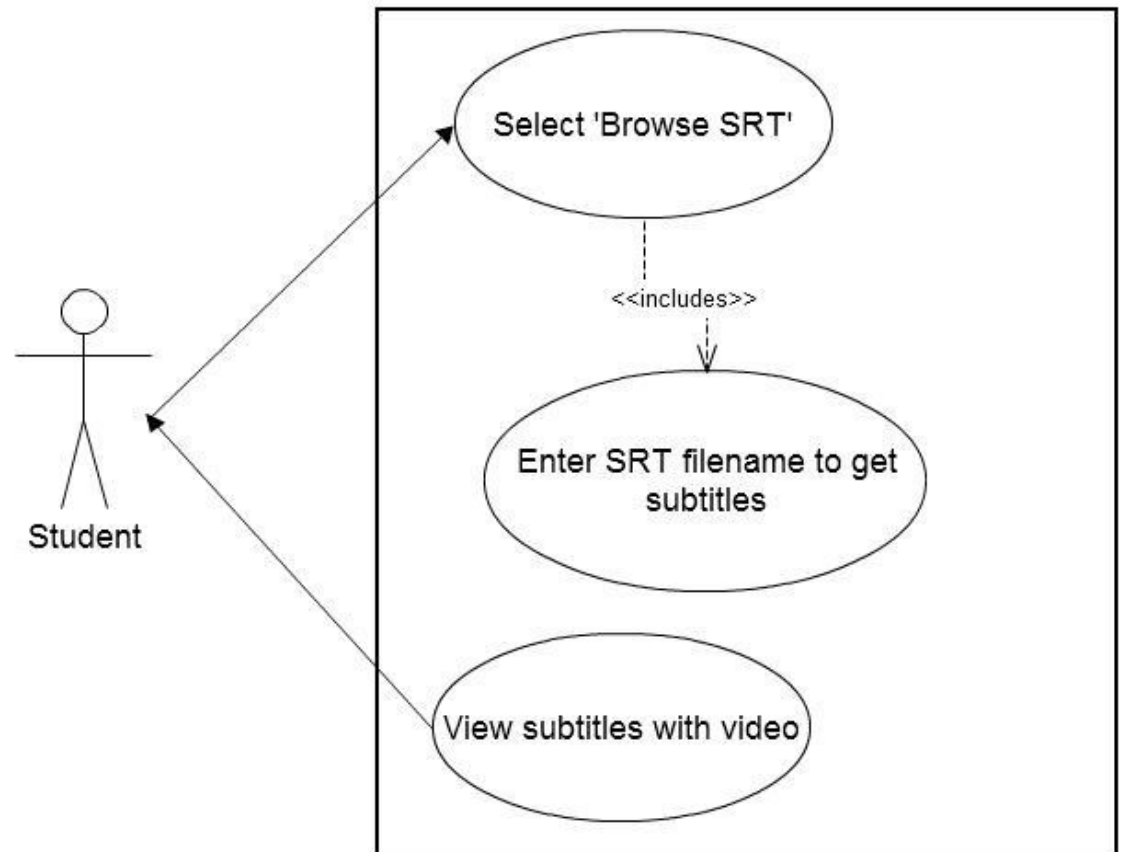 Select 'Browse SRT'
<<includes>>
Enter SRT filename to get
subtitles
Student
View subtitles with video